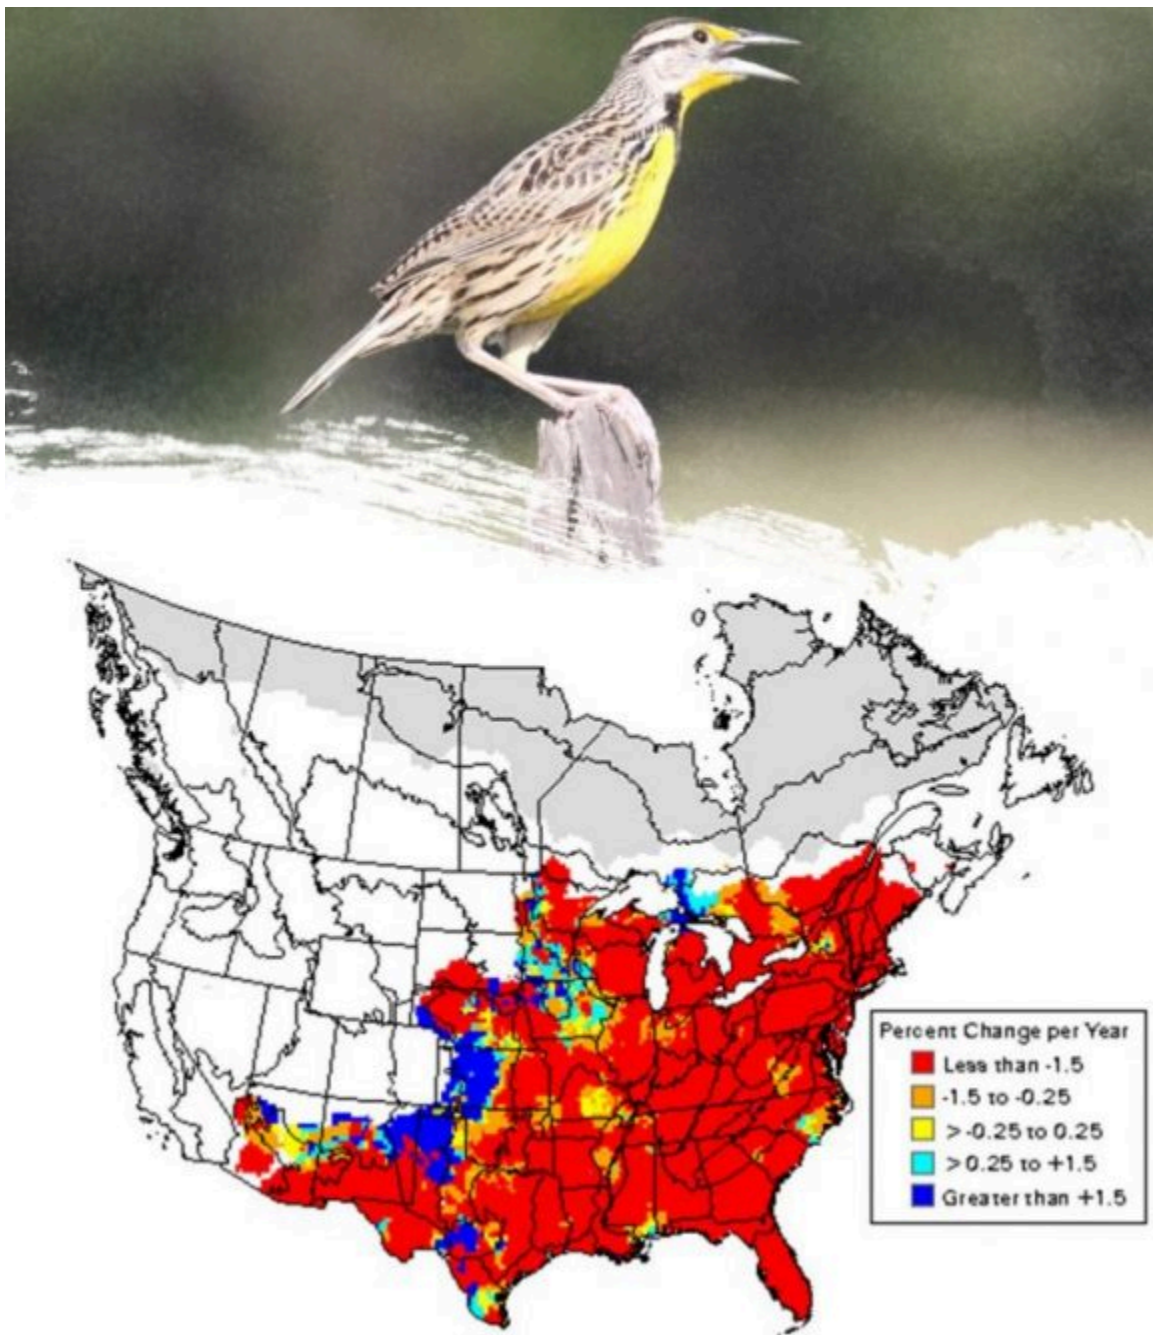 Percent Change per Year
Less than -1.5
-1.5 to -0.25
> -0.25 to 0.25
> 0.25 to +1.5
Greater than +1.5